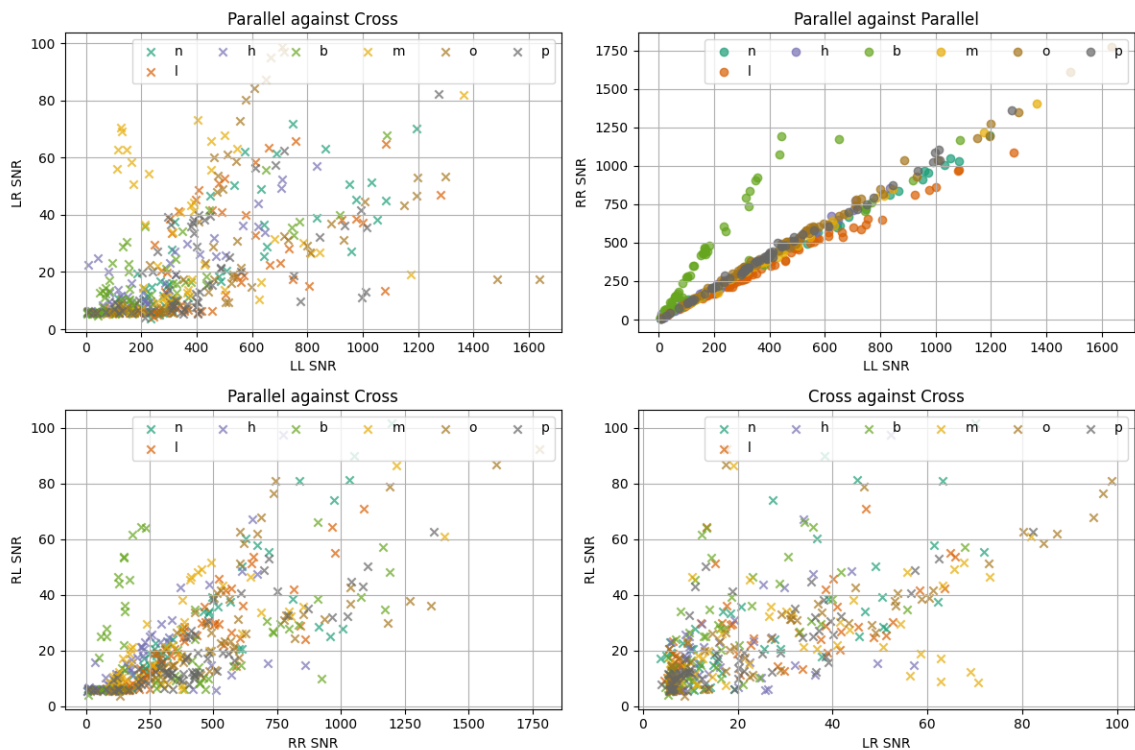 Parallel against Cross
n h b m o p
l
100
80
60
40
20
0
LR SNR
0 200 400 600 800 1000 1200 1400 1600
LL SNR
Parallel against Parallel
n h b m o p
l
1750
1500
1250
1000
750
500
250
0
RR SNR
0 200 400 600 800 1000 1200 1400 1600
LL SNR
Parallel against Cross
n h b m o p
l
100
80
60
40
20
0
RL SNR
0 250 500 750 1000 1250 1500 1750
RR SNR
Cross against Cross
n h b m o p
l
100
80
60
40
20
0
RL SNR
0 20 40 60 80 100
LR SNR